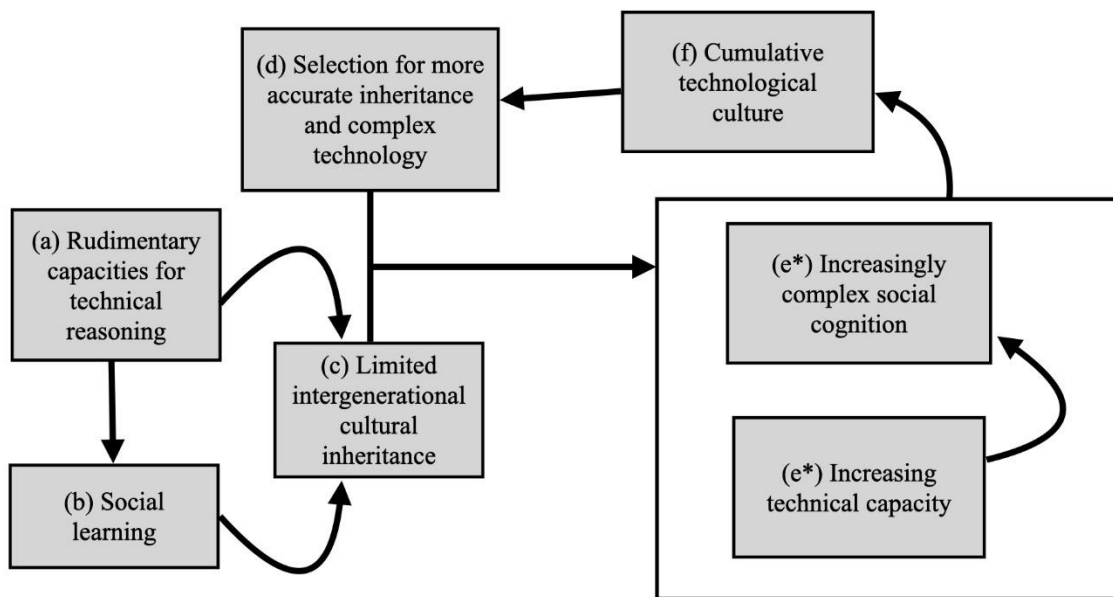 (d) Selection for more
accurate inheritance
and complex
technology
(f) Cumulative
technological
culture
(a) Rudimentary
capacities for
technical
reasoning
(e*) Increasingly
complex social
cognition
(c) Limited
intergenerational
cultural
inheritance
(b) Social
learning
(e*) Increasing
technical capacity